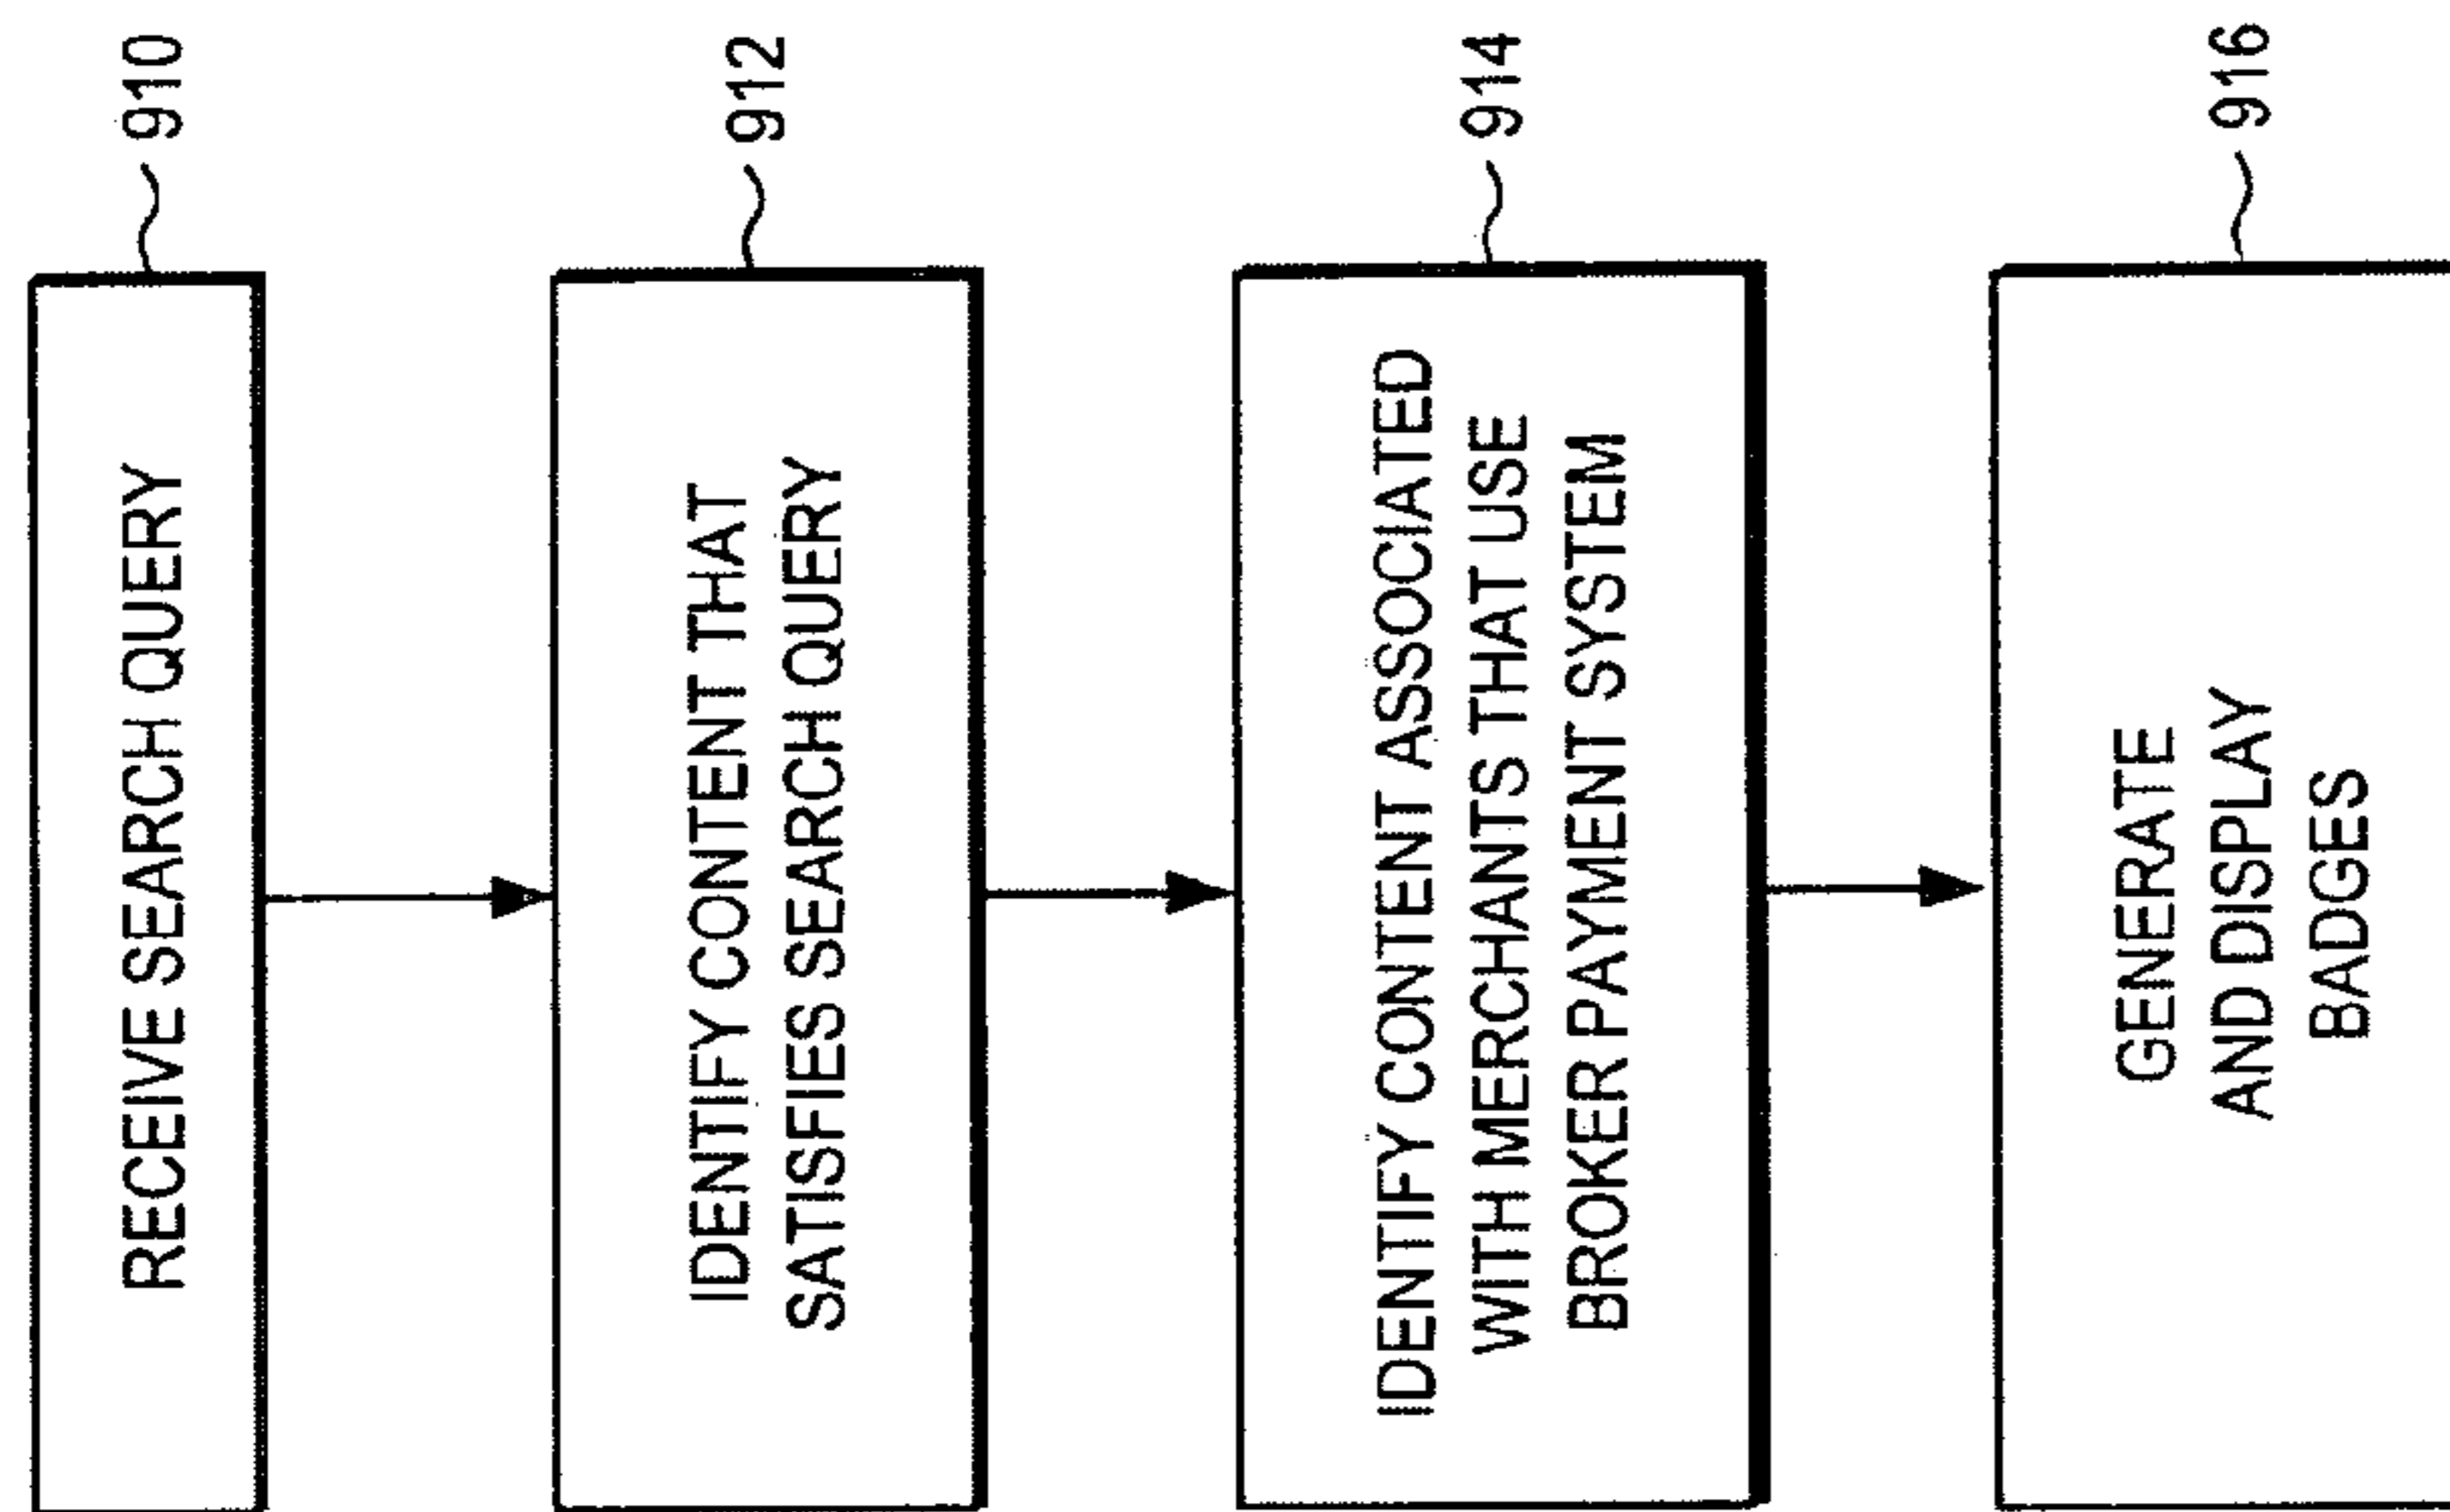 RECEIVE SEARCH QUERY
910
IDENTIFY CONTENT THAT
SATISFIES SEARCH QUERY
912
IDENTIFY CONTENT ASSOCIATED
WITH MERCHANTS THAT USE
BROKER PAYMENT SYSTEM
914
GENERATE
AND DISPLAY
BADGES
916